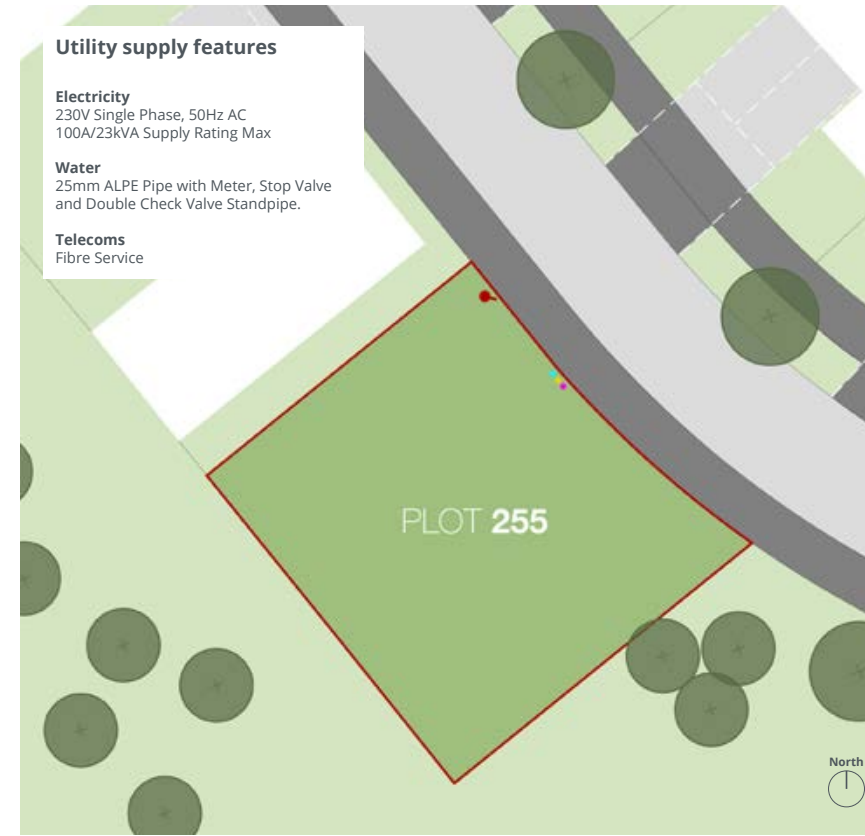 Utility supply features
Electricity
230V Single Phase, 50Hz AC
100A/23kVA Supply Rating Max
Water
25mm ALPE Pipe with Meter, Stop Valve
and Double Check Valve Standpipe.
Telecoms
Fibre Service
PLOT 255
North